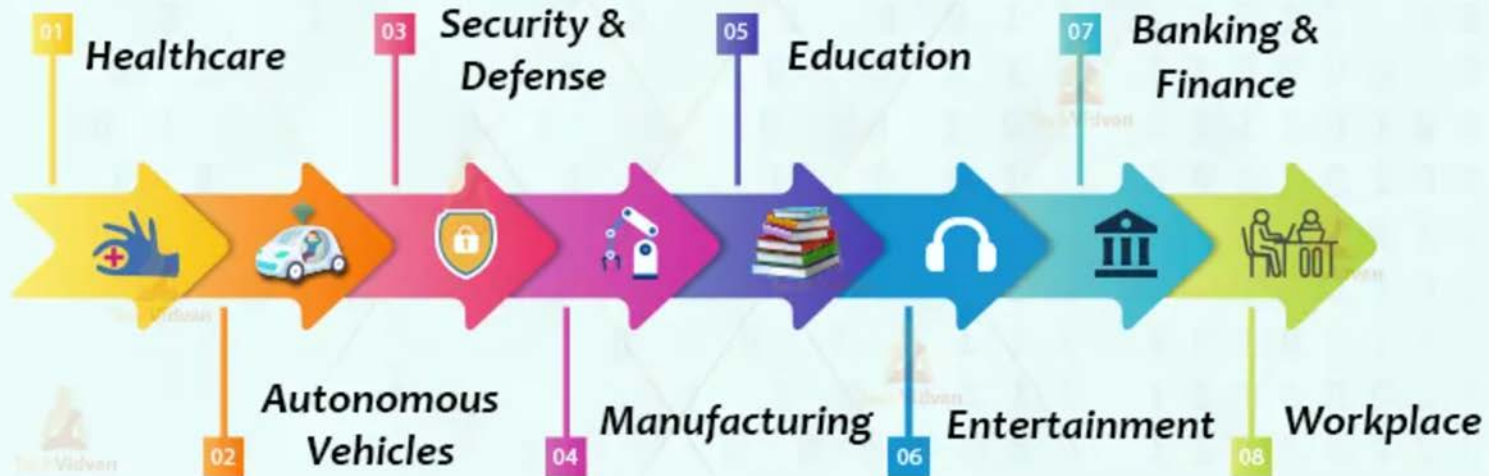 01
Healthcare
03
Security &
Defense
05
Education
07
Banking &
Finance
02
Autonomous
Vehicles
04
Manufacturing
06
Entertainment
08
Workplace
TechVidvan